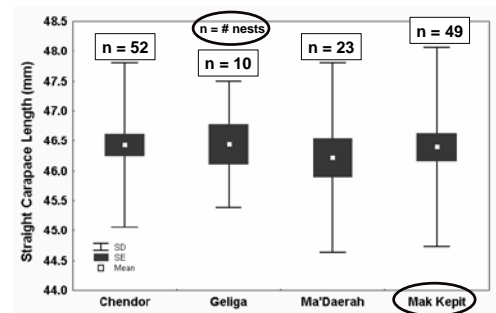 n = # nests
n = 52
n = 10
n = 23
n = 49
Straight Carapace Length (mm)
48.5
48.0
47.5
47.0
46.5
46.0
45.5
45.0
44.5
44.0
SD
SE
Mean
Chendor Geliga Ma'Daerah Mak Kepit